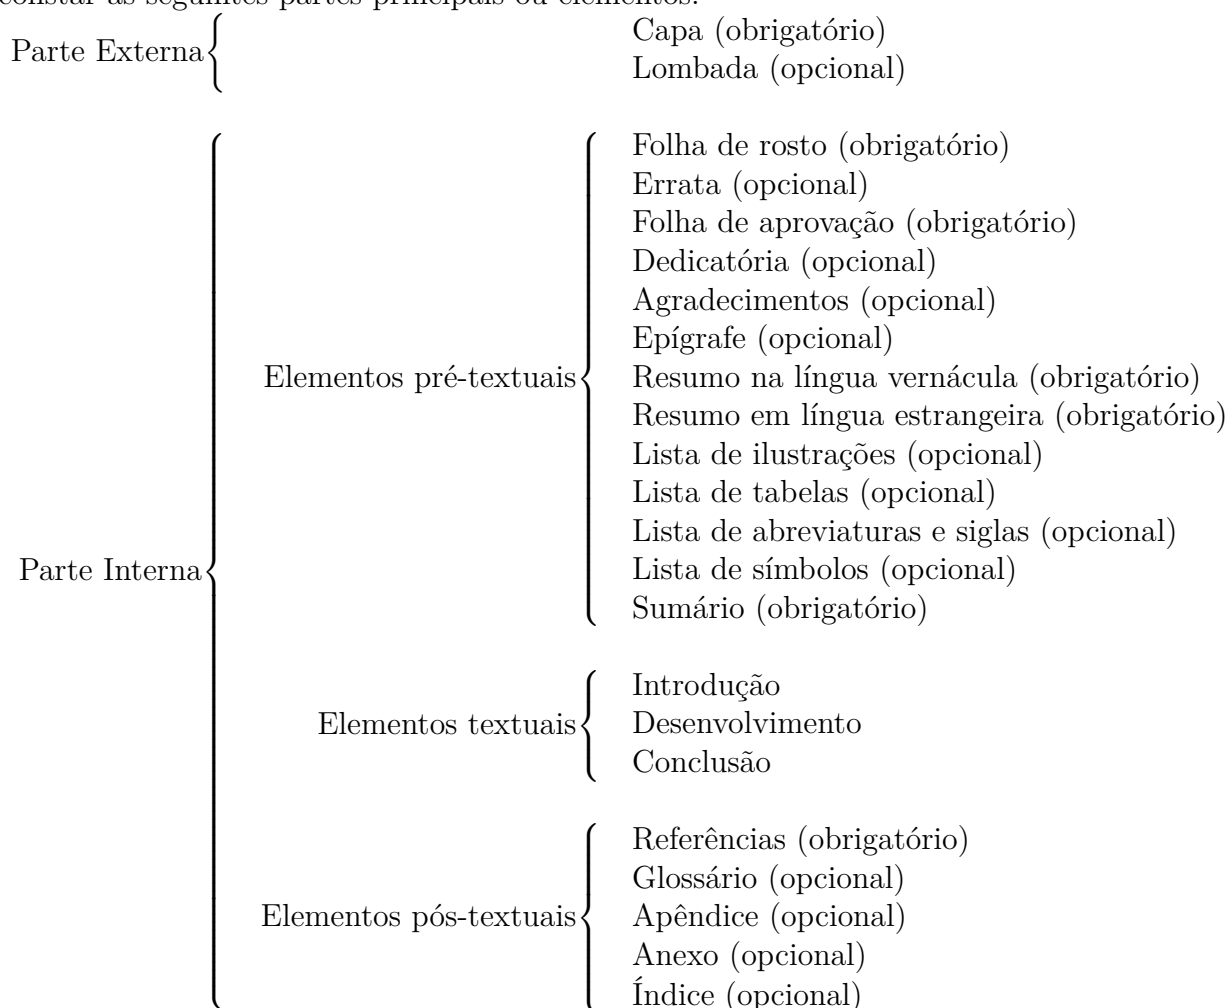 constar as seguintes partes principais ou elementos:
Parte Externa
Capa (obrigatório)
Lombada (opcional)
Parte Interna
Elementos pré-textuais
Folha de rosto (obrigatório)
Errata (opcional)
Folha de aprovação (obrigatório)
Dedicatória (opcional)
Agradecimentos (opcional)
Epígrafe (opcional)
Resumo na língua vernácula (obrigatório)
Resumo em língua estrangeira (obrigatório)
Lista de ilustrações (opcional)
Lista de tabelas (opcional)
Lista de abreviaturas e siglas (opcional)
Lista de símbolos (opcional)
Sumário (obrigatório)
Elementos textuais
Introdução
Desenvolvimento
Conclusão
Elementos pós-textuais
Referências (obrigatório)
Glossário (opcional)
Apêndice (opcional)
Anexo (opcional)
Índice (opcional)